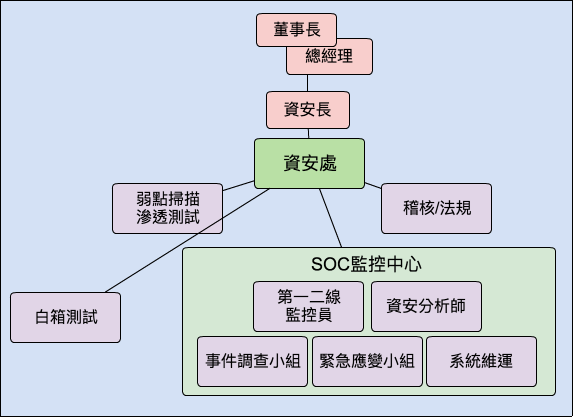 董事長
總經理
資安長
資安處
弱點掃描
滲透測試
稽核/法規
白箱測試
SOC監控中心
第一二線
監控員
資安分析師
事件調查小組
緊急應變小組
系統維運